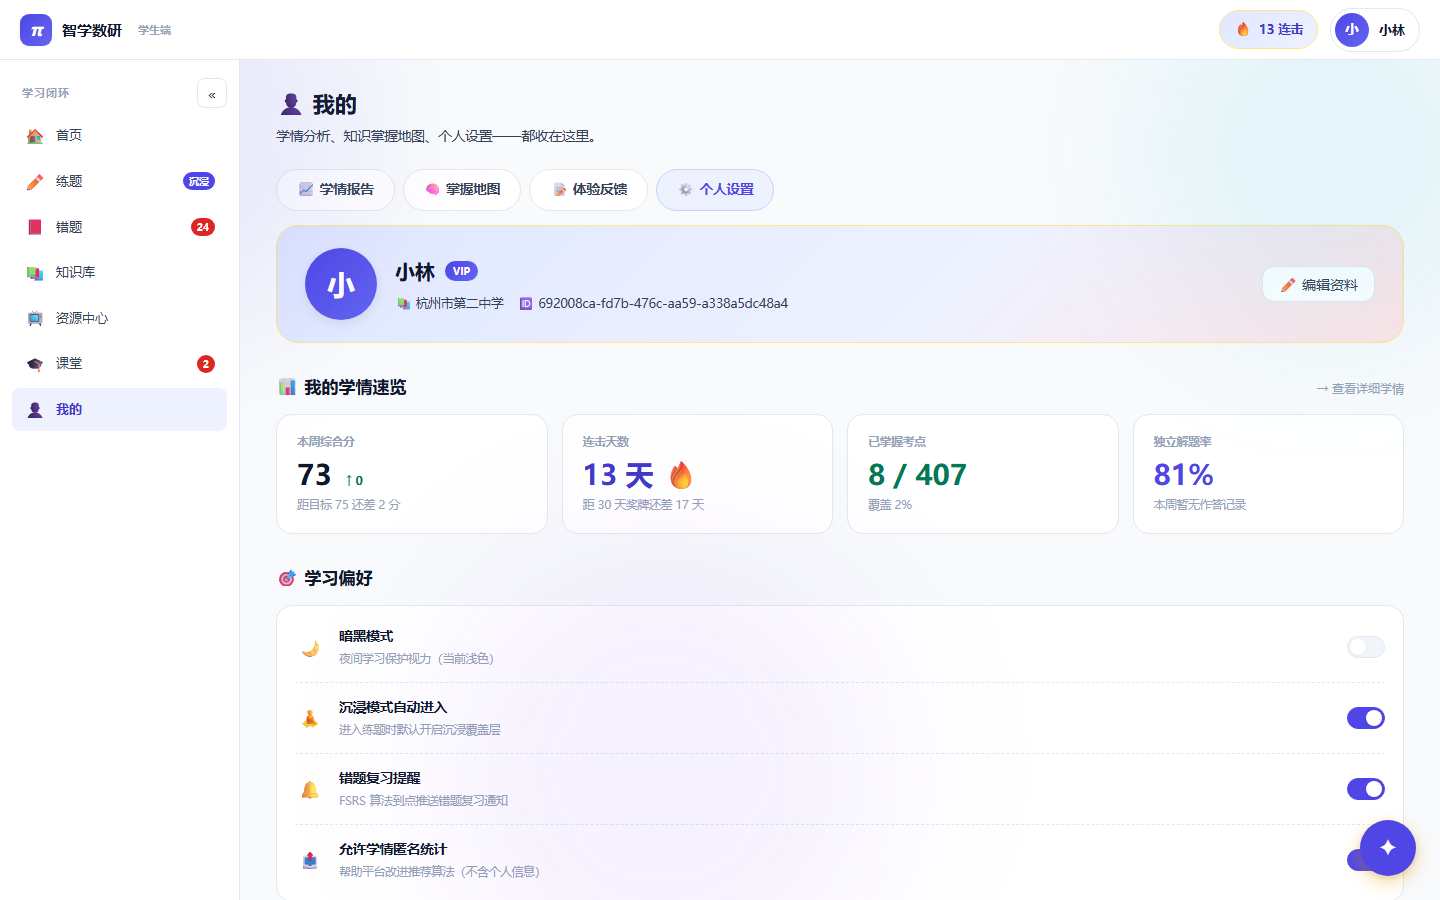 π 智学数研 学生端
13 连击
小 小林
学习闭环 «
首页
练题 沉浸
错题 24
知识库
资源中心
课堂 2
我的
我的
学情分析、知识掌握地图、个人设置——都收在这里。
学情报告 掌握地图 体验反馈 个人设置
小
小林 VIP
杭州市第二中学 ID 692008ca-fd7b-476c-aa59-a338a5dc48a4
编辑资料
我的学情速览
→ 查看详细学情
本周综合分
73 ↑ 0
距目标 75 还差 2 分
连击天数
13 天
距 30 天奖牌还差 17 天
已掌握考点
8 / 407
覆盖 2%
独立解题率
81%
本周暂无作答记录
学习偏好
暗黑模式
夜间学习保护视力（当前浅色）
沉浸模式自动进入
进入练题时默认开启沉浸覆盖层
错题复习提醒
FSRS 算法到点推送错题复习通知
允许学情匿名统计
帮助平台改进推荐算法（不含个人信息）